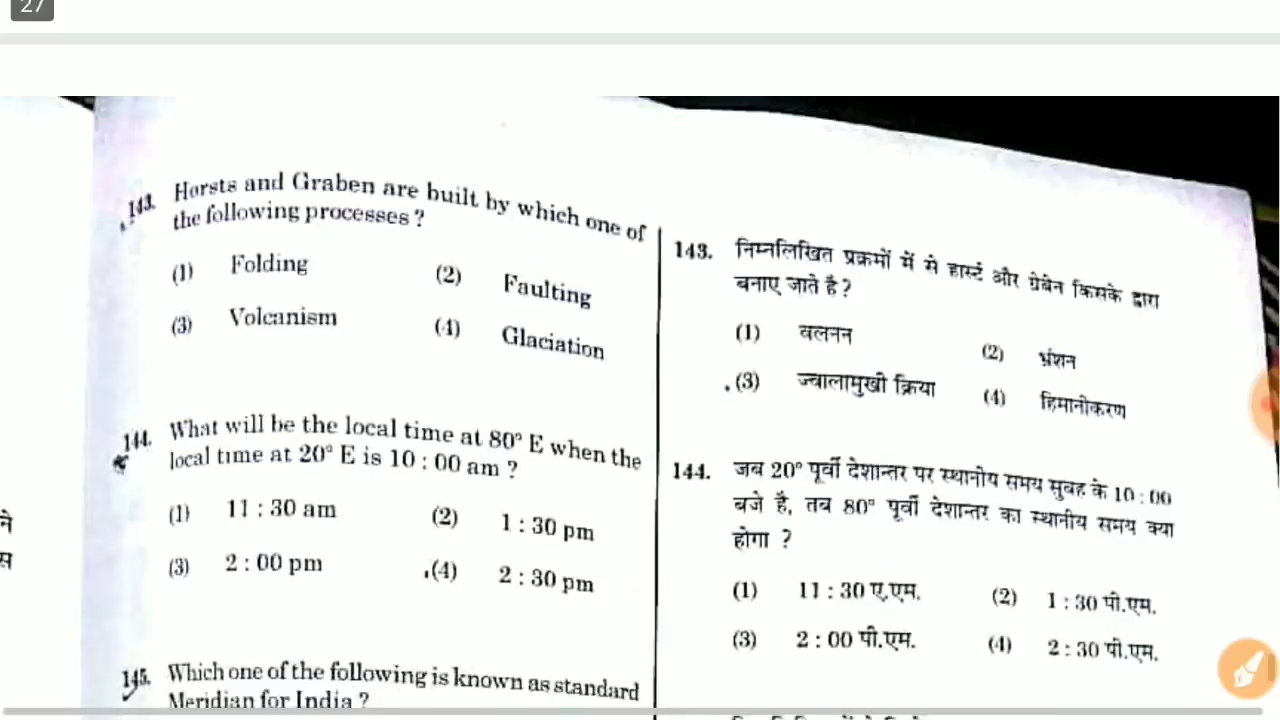 27
143. Horsts and Graben are built by which one of
the following processes ?
(1) Folding (2) Faulting
(3) Volcanism (4) Glaciation
144. What will be the local time at 80° E when the
local time at 20° E is 10 : 00 am ?
(1) 11 : 30 am (2) 1 : 30 pm
(3) 2 : 00 pm (4) 2 : 30 pm
145. Which one of the following is known as standard
Meridian for India ?
143. निम्नलिखित प्रक्रमों में से हार्स्ट और ग्रेबेन किसके द्वारा
बनाए जाते है ?
(1) वलनन (2) भ्रंशन
(3) ज्वालामुखी क्रिया (4) हिमानीकरण
144. जब 20° पूर्वी देशान्तर पर स्थानीय समय सुबह के 10 : 00
बजे है, तब 80° पूर्वी देशान्तर का स्थानीय समय क्या
होगा ?
(1) 11 : 30 ए.एम. (2) 1 : 30 पी.एम.
(3) 2 : 00 पी.एम. (4) 2 : 30 पी.एम.
ने
स